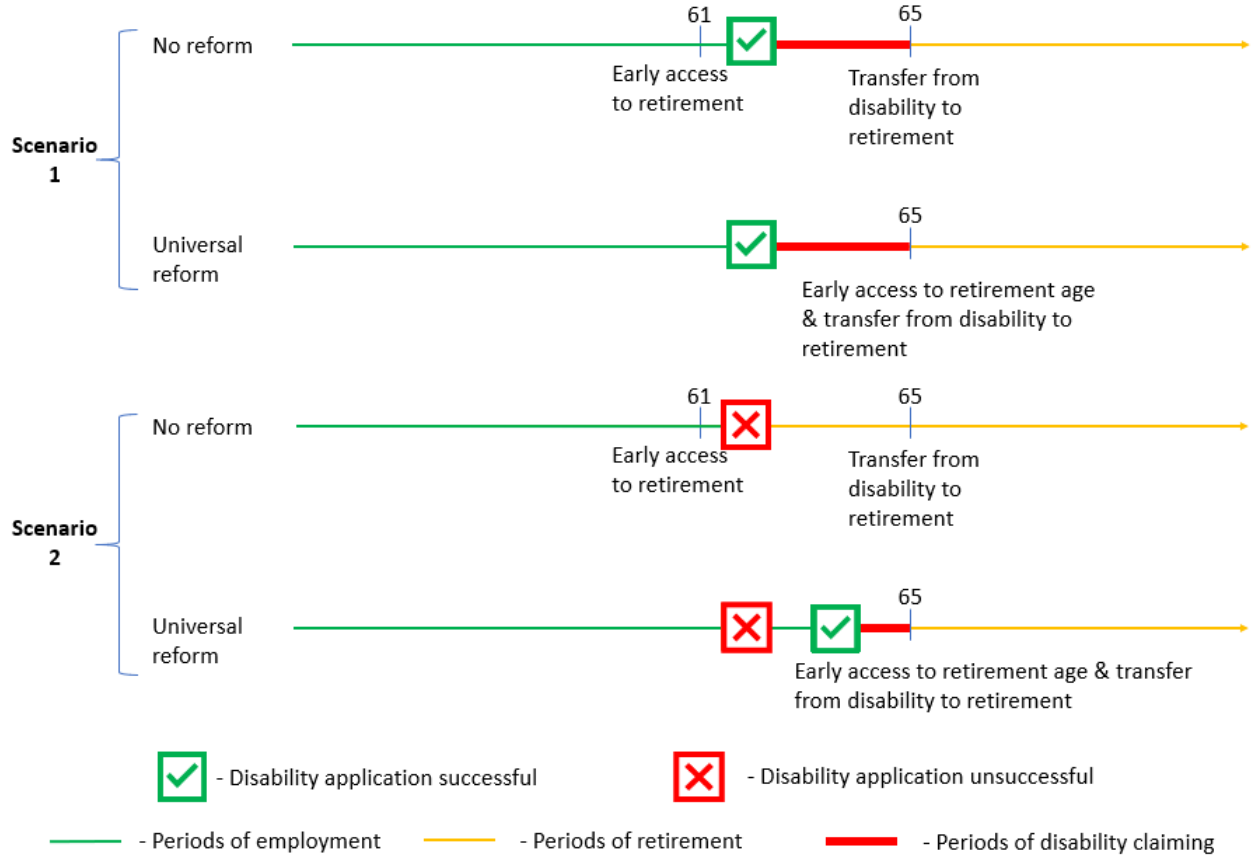 61
65
No reform
Early access
to retirement
Transfer from
disability to
retirement
Scenario
1
65
Universal
reform
Early access to retirement age
& transfer from disability to
retirement
61
65
No reform
Early access
to retirement
Transfer from
disability to
retirement
Scenario
2
65
Universal
reform
Early access to retirement age & transfer
from disability to retirement
- Disability application successful
- Disability application unsuccessful
- Periods of employment
- Periods of retirement
- Periods of disability claiming